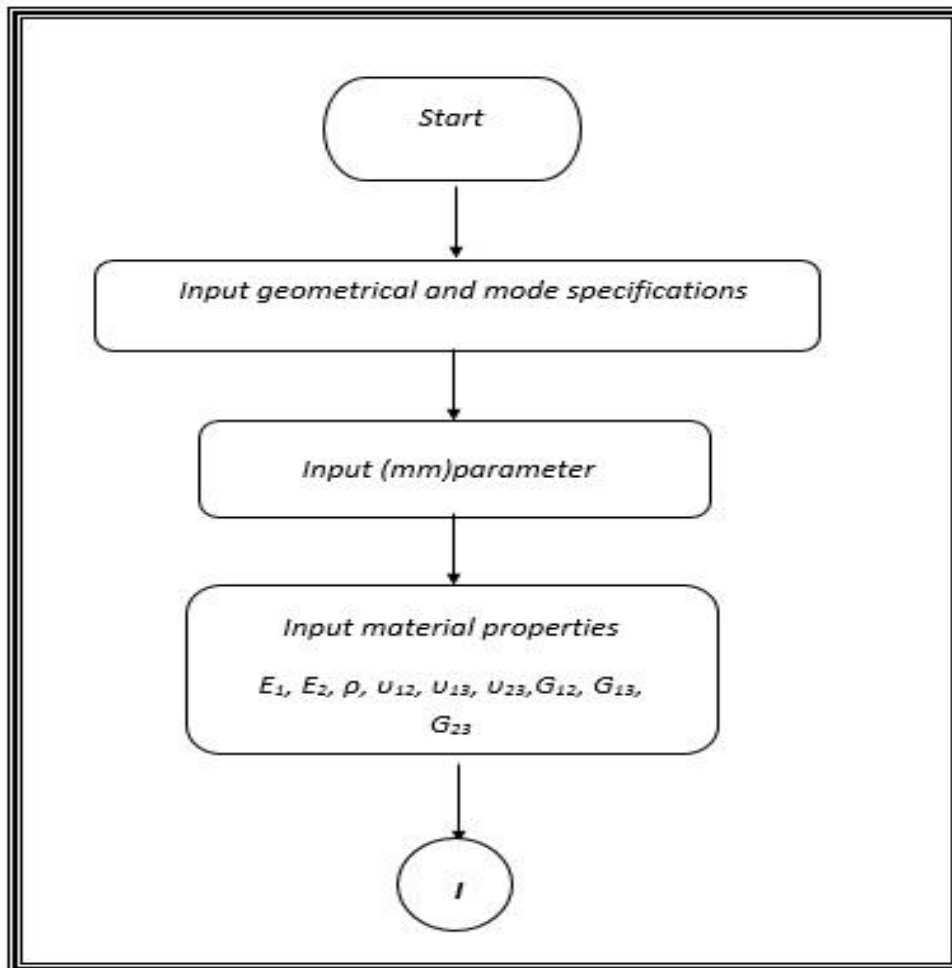 Start
Input geometrical and mode specifications
Input (mm)parameter
Input material properties
E₁, E₂, ρ, υ₁₂, υ₁₃, υ₂₃,G₁₂, G₁₃,
G₂₃
I